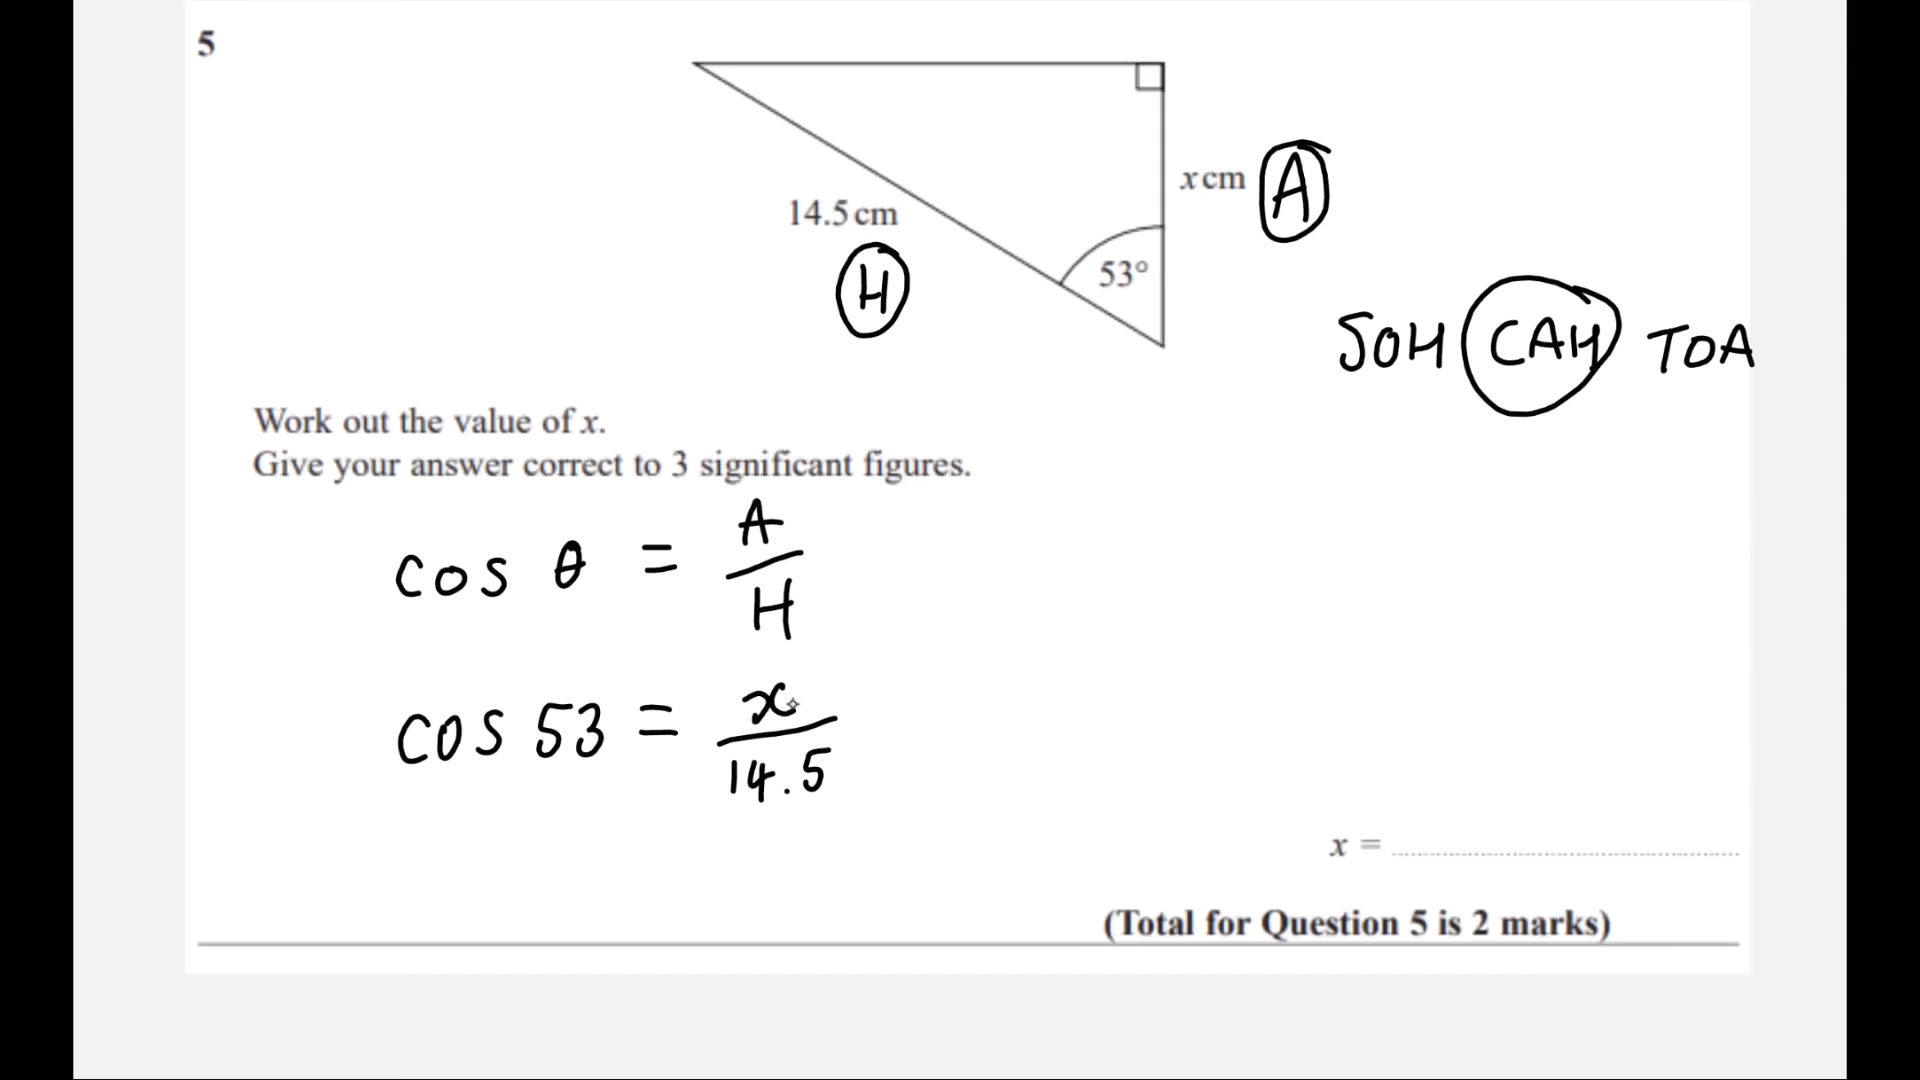 5
x cm A
14.5 cm
H
53°
SOH CAH TOA
Work out the value of x.
Give your answer correct to 3 significant figures.
cos θ = A/H
cos 53 = x/14.5
x = ........................................
(Total for Question 5 is 2 marks)